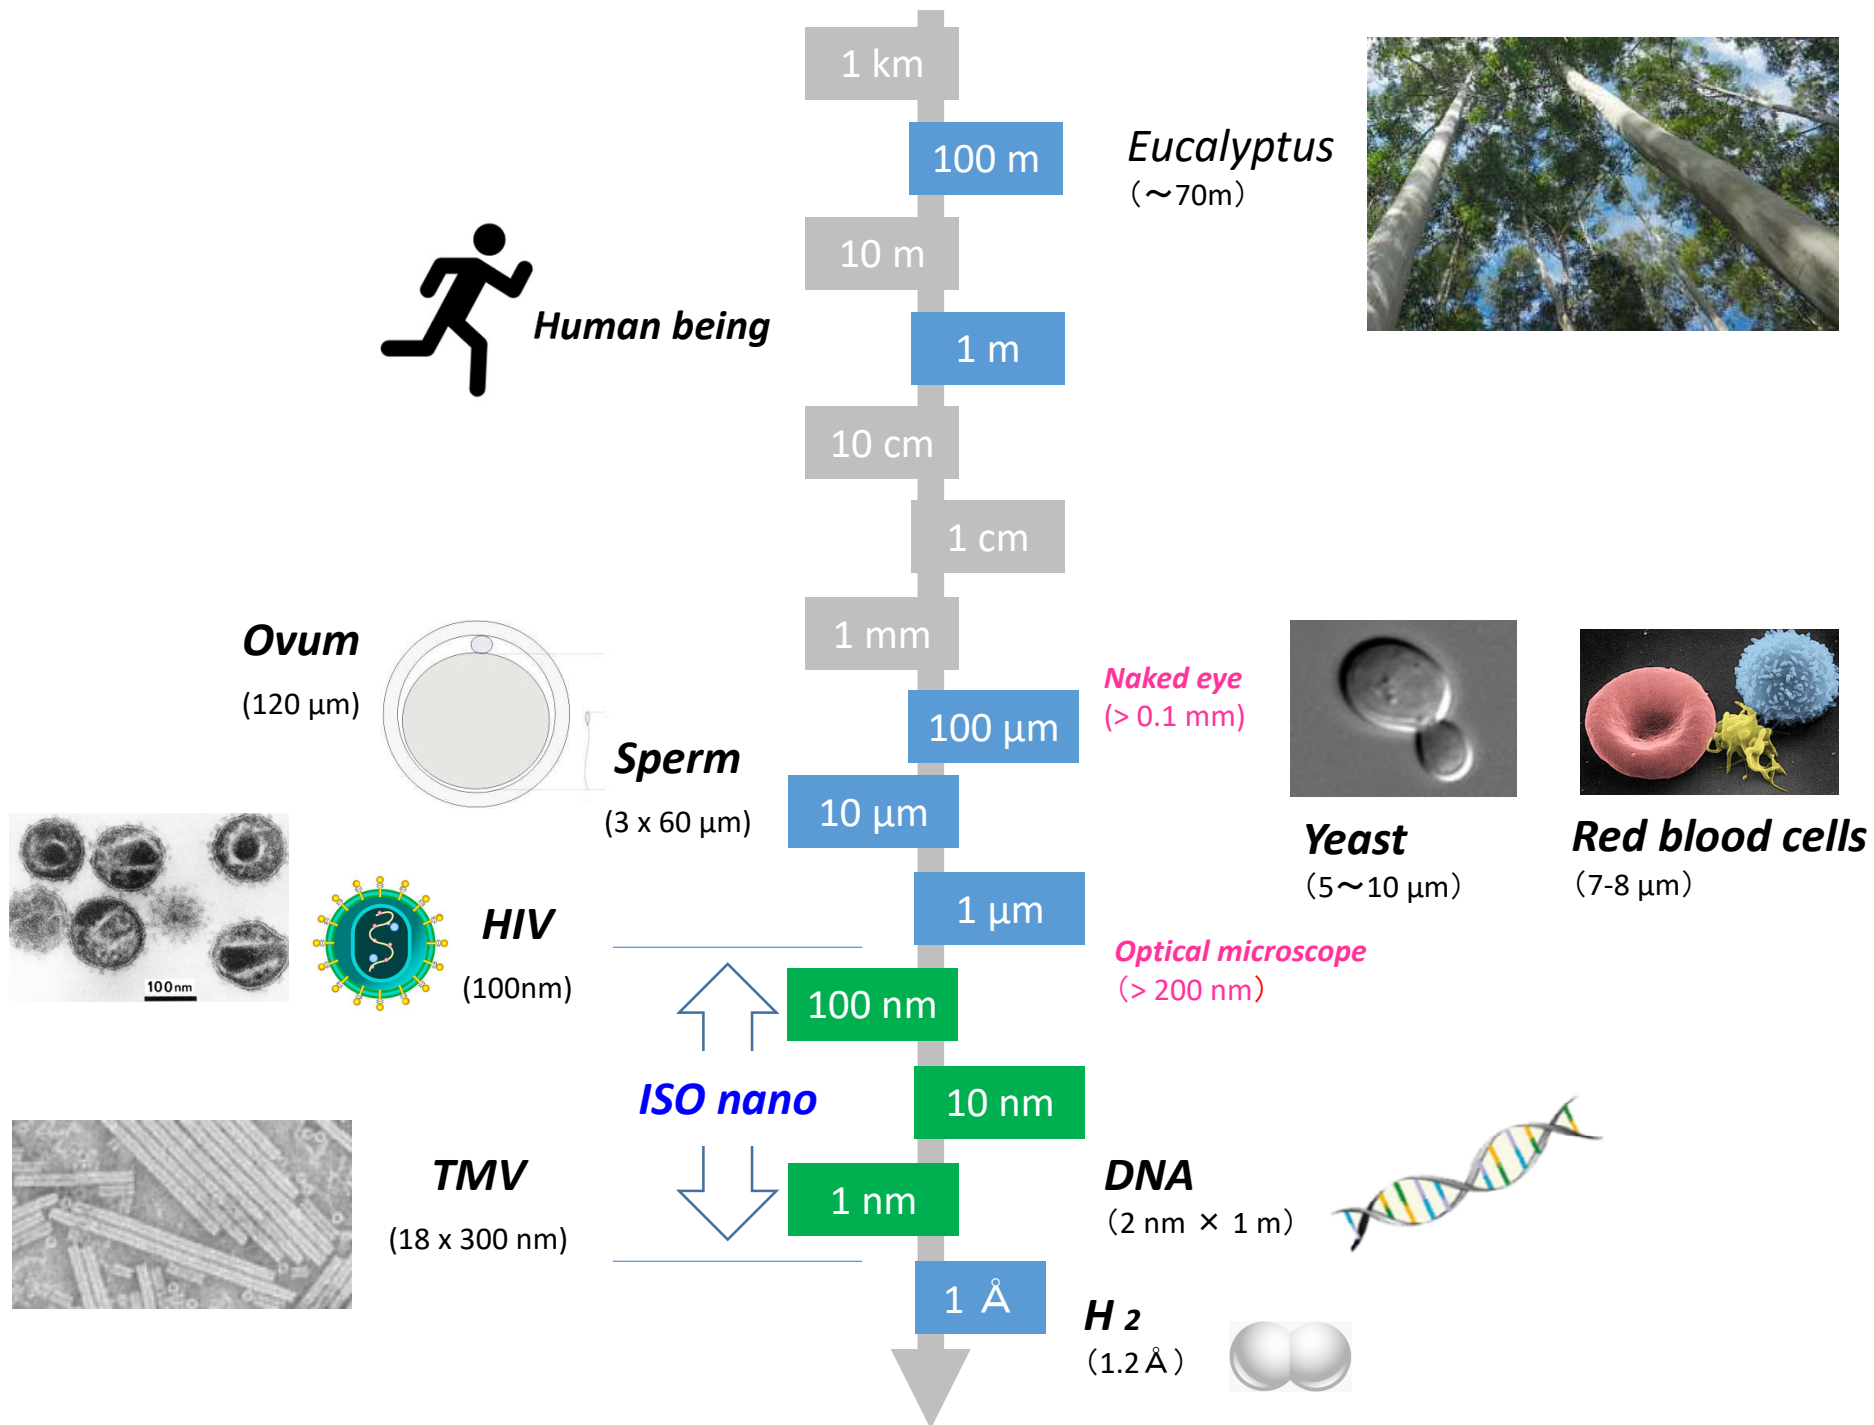 1 km
100 m
Eucalyptus
（～70m）
10 m
Human being
1 m
10 cm
1 cm
1 mm
Ovum
(120 µm)
Naked eye
(> 0.1 mm)
100 µm
Sperm
(3 x 60 µm)
10 µm
Yeast
（5～10 µm）
Red blood cells
（7-8 µm）
1 µm
HIV
(100nm)
100nm
Optical microscope
（> 200 nm）
100 nm
ISO nano
10 nm
TMV
(18 x 300 nm)
1 nm
DNA
（2 nm × 1 m）
1 Å
H 2
（1.2 Å）